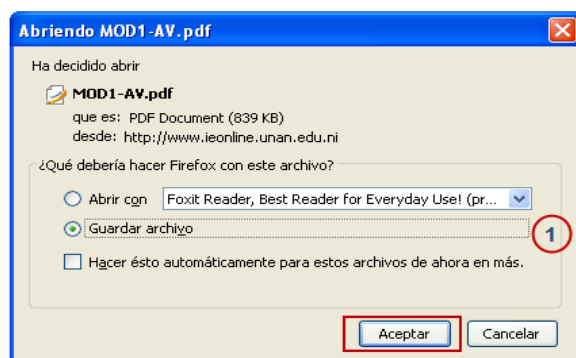 Abriendo MOD1-AV.pdf
Ha decidido abrir
MOD1-AV.pdf
que es: PDF Document (839 KB)
desde: http://www.ieonline.unan.edu.ni
¿Qué debería hacer Firefox con este archivo?
Abrir con Foxit Reader, Best Reader for Everyday Use! (pr...
Guardar archivo
1
Hacer ésto automáticamente para estos archivos de ahora en más.
Aceptar Cancelar